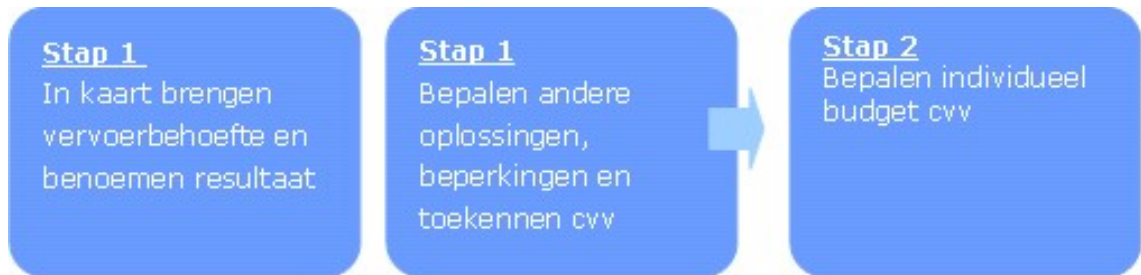 Stap 1
In kaart brengen
vervoerbehoefte en
benoemen resultaat
Stap 1
Bepalen andere
oplossingen,
beperkingen en
toekennen cvv
Stap 2
Bepalen individueel
budget cvv